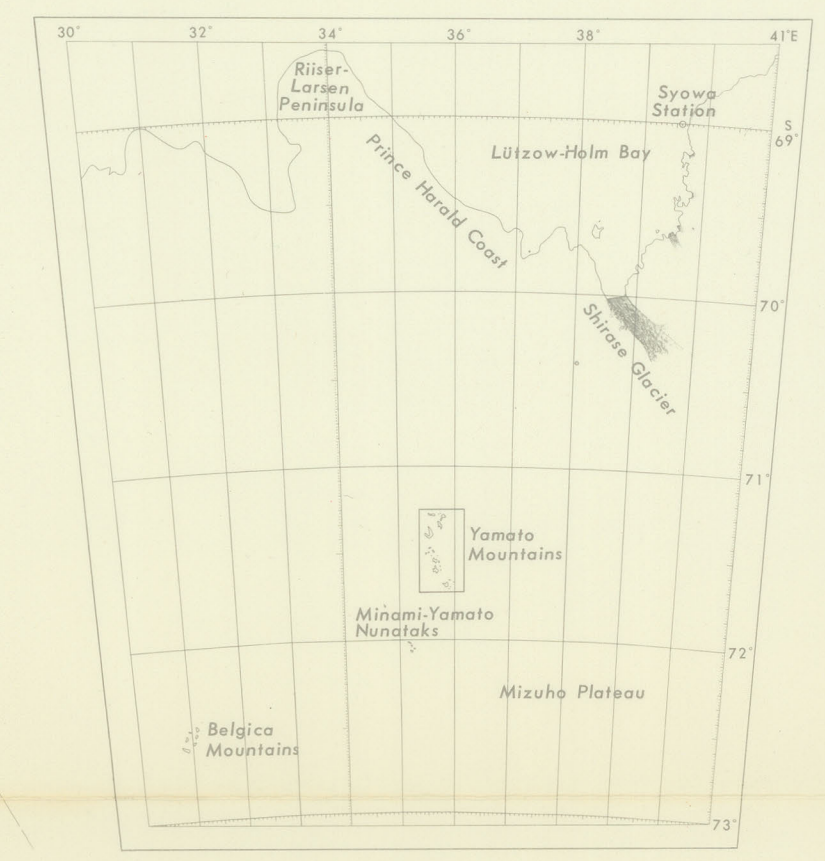 30° 32° 34° 36° 38° 41°E
Riiser-
Larsen
Peninsula
Syowa
Station
S
69°
Prince Harald Coast
Lützow-Holm Bay
70°
Shirase Glacier
71°
Yamato
Mountains
Minami-Yamato
Nunataks
72°
Mizuho Plateau
Belgica
Mountains
73°